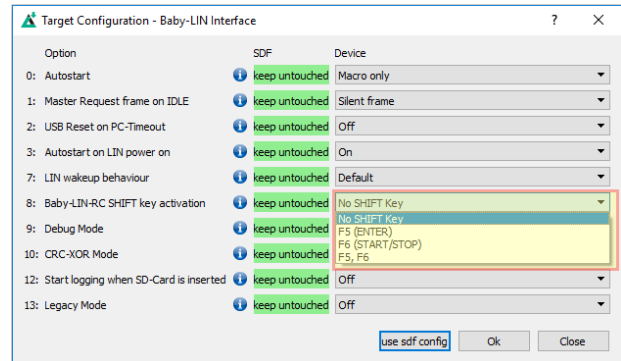 Target Configuration - Baby-LIN Interface ? ×
Option SDF Device
0: Autostart keep untouched Macro only
1: Master Request frame on IDLE keep untouched Silent frame
2: USB Reset on PC-Timeout keep untouched Off
3: Autostart on LIN power on keep untouched On
7: LIN wakeup behaviour keep untouched Default
8: Baby-LIN-RC SHIFT key activation keep untouched No SHIFT Key
No SHIFT Key
9: Debug Mode keep untouched F5 (ENTER)
F6 (START/STOP)
10: CRC-XOR Mode keep untouched F5, F6
12: Start logging when SD-Card is inserted keep untouched Off
13: Legacy Mode keep untouched Off
use sdf config Ok Close